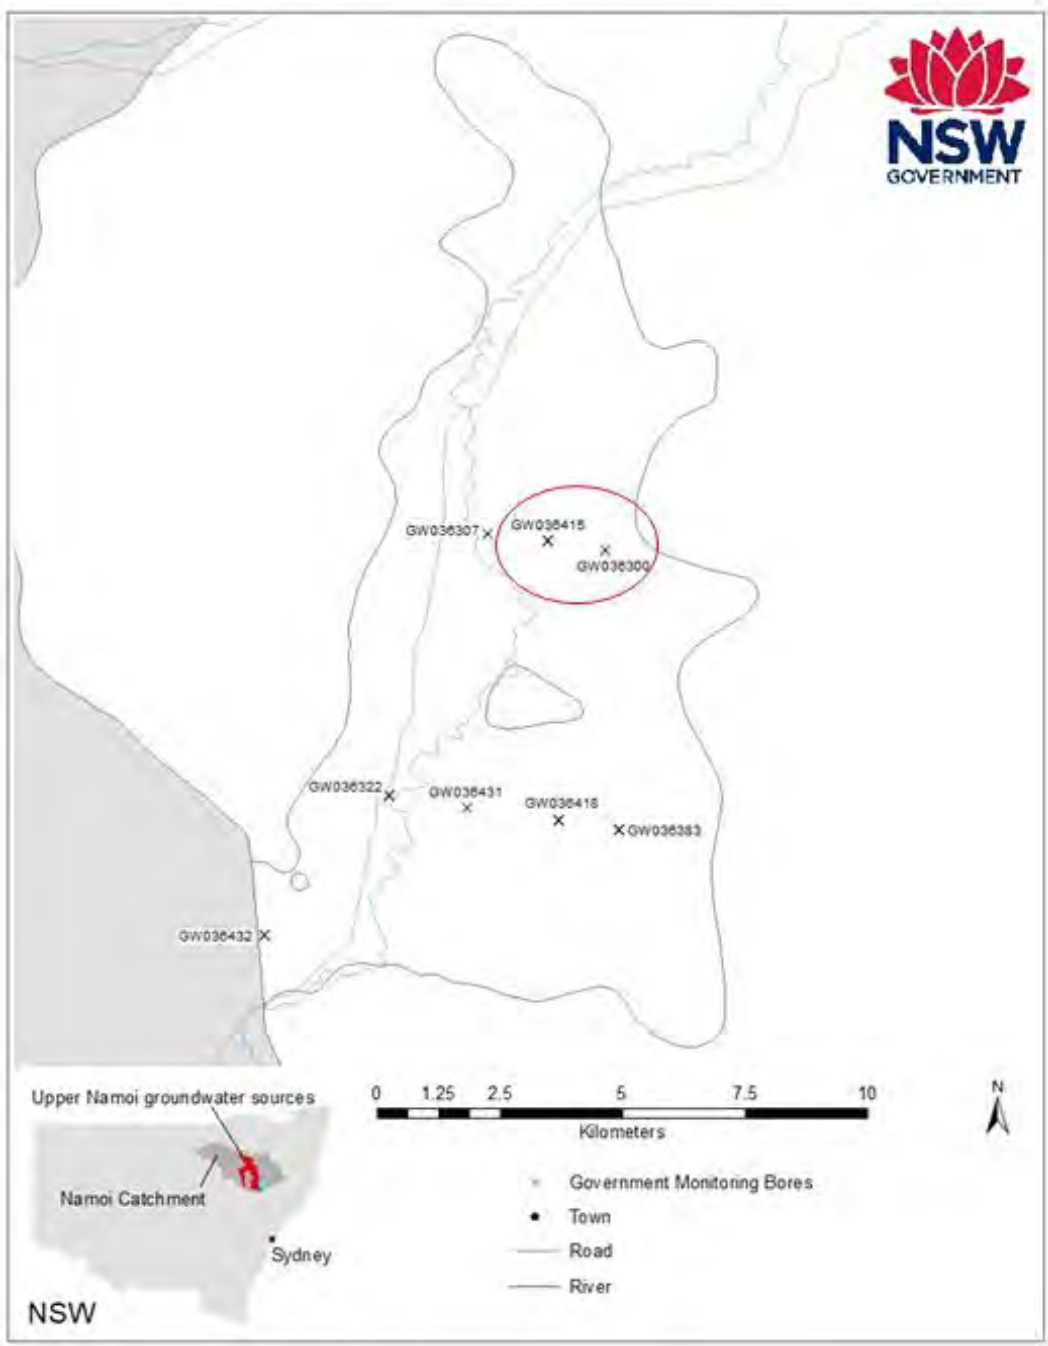 NSW
GOVERNMENT
GW036307
GW036415
GW036300
GW036322
GW036431
GW036418
GW036383
GW036432
Upper Namoi groundwater sources
Namoi Catchment
Sydney
NSW
0 1.25 2.5 5 7.5 10
Kilometers
N
Government Monitoring Bores
Town
Road
River